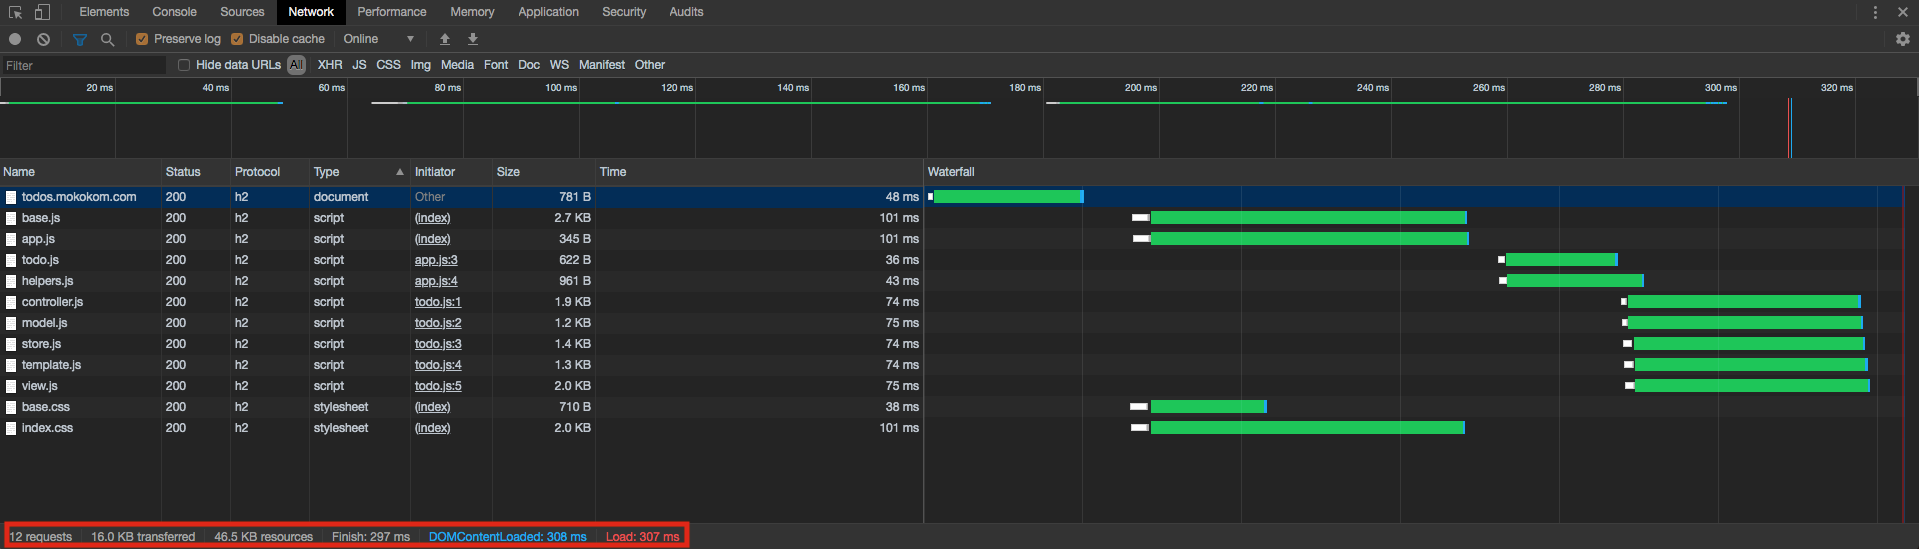 Elements Console Sources Network Performance Memory Application Security Audits
Preserve log Disable cache Online
Filter Hide data URLs All XHR JS CSS Img Media Font Doc WS Manifest Other
20 ms 40 ms 60 ms 80 ms 100 ms 120 ms 140 ms 160 ms 180 ms 200 ms 220 ms 240 ms 260 ms 280 ms 300 ms 320 ms
Name Status Protocol Type Initiator Size Time Waterfall
todos.mokokom.com 200 h2 document Other 781 B 48 ms
base.js 200 h2 script (index) 2.7 KB 101 ms
app.js 200 h2 script (index) 345 B 101 ms
todo.js 200 h2 script app.js:3 622 B 36 ms
helpers.js 200 h2 script app.js:4 961 B 43 ms
controller.js 200 h2 script todo.js:1 1.9 KB 74 ms
model.js 200 h2 script todo.js:2 1.2 KB 75 ms
store.js 200 h2 script todo.js:3 1.4 KB 74 ms
template.js 200 h2 script todo.js:4 1.3 KB 74 ms
view.js 200 h2 script todo.js:5 2.0 KB 75 ms
base.css 200 h2 stylesheet (index) 710 B 38 ms
index.css 200 h2 stylesheet (index) 2.0 KB 101 ms
12 requests 16.0 KB transferred 46.5 KB resources Finish: 297 ms DOMContentLoaded: 308 ms Load: 307 ms